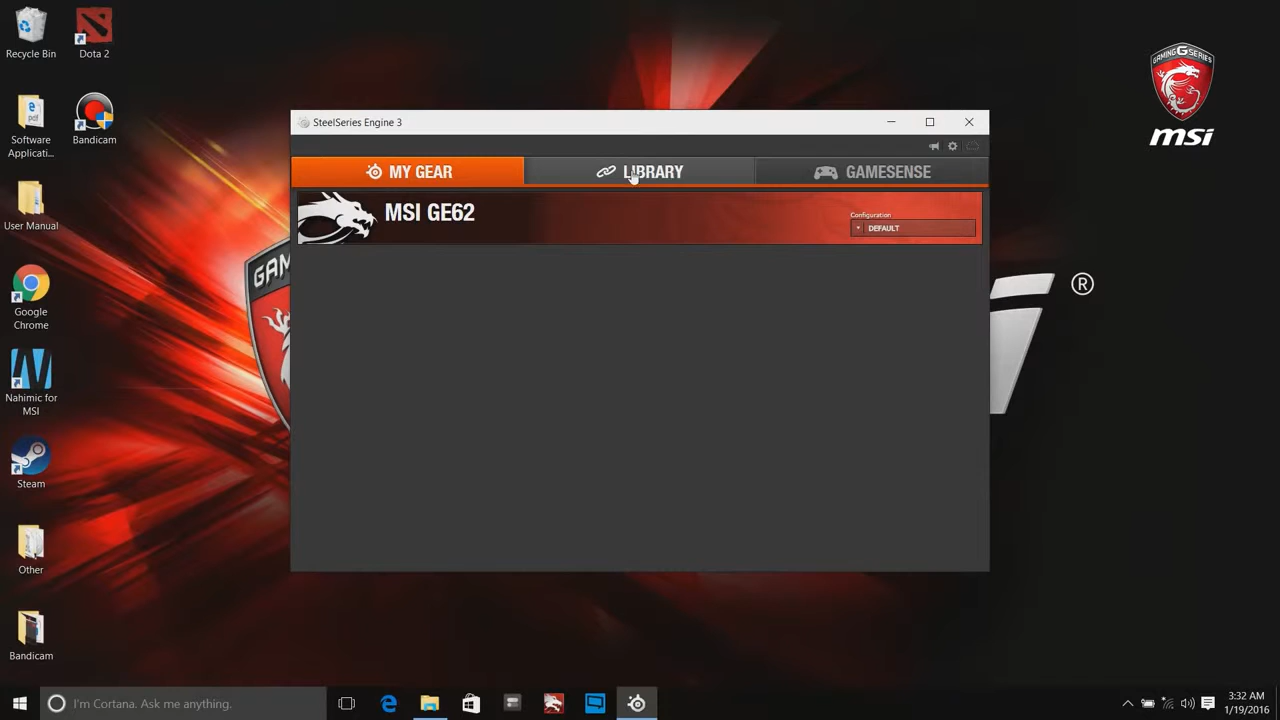 Recycle Bin
Dota 2
Software
Applicati...
Bandicam
User Manual
Google
Chrome
Nahimic for
MSI
Steam
Other
Bandicam
GAMING G SERIES
msi
®
GAM
SteelSeries Engine 3
MY GEAR
LIBRARY
GAMESENSE
MSI GE62
Configuration
DEFAULT
I'm Cortana. Ask me anything.
3:32 AM
1/19/2016